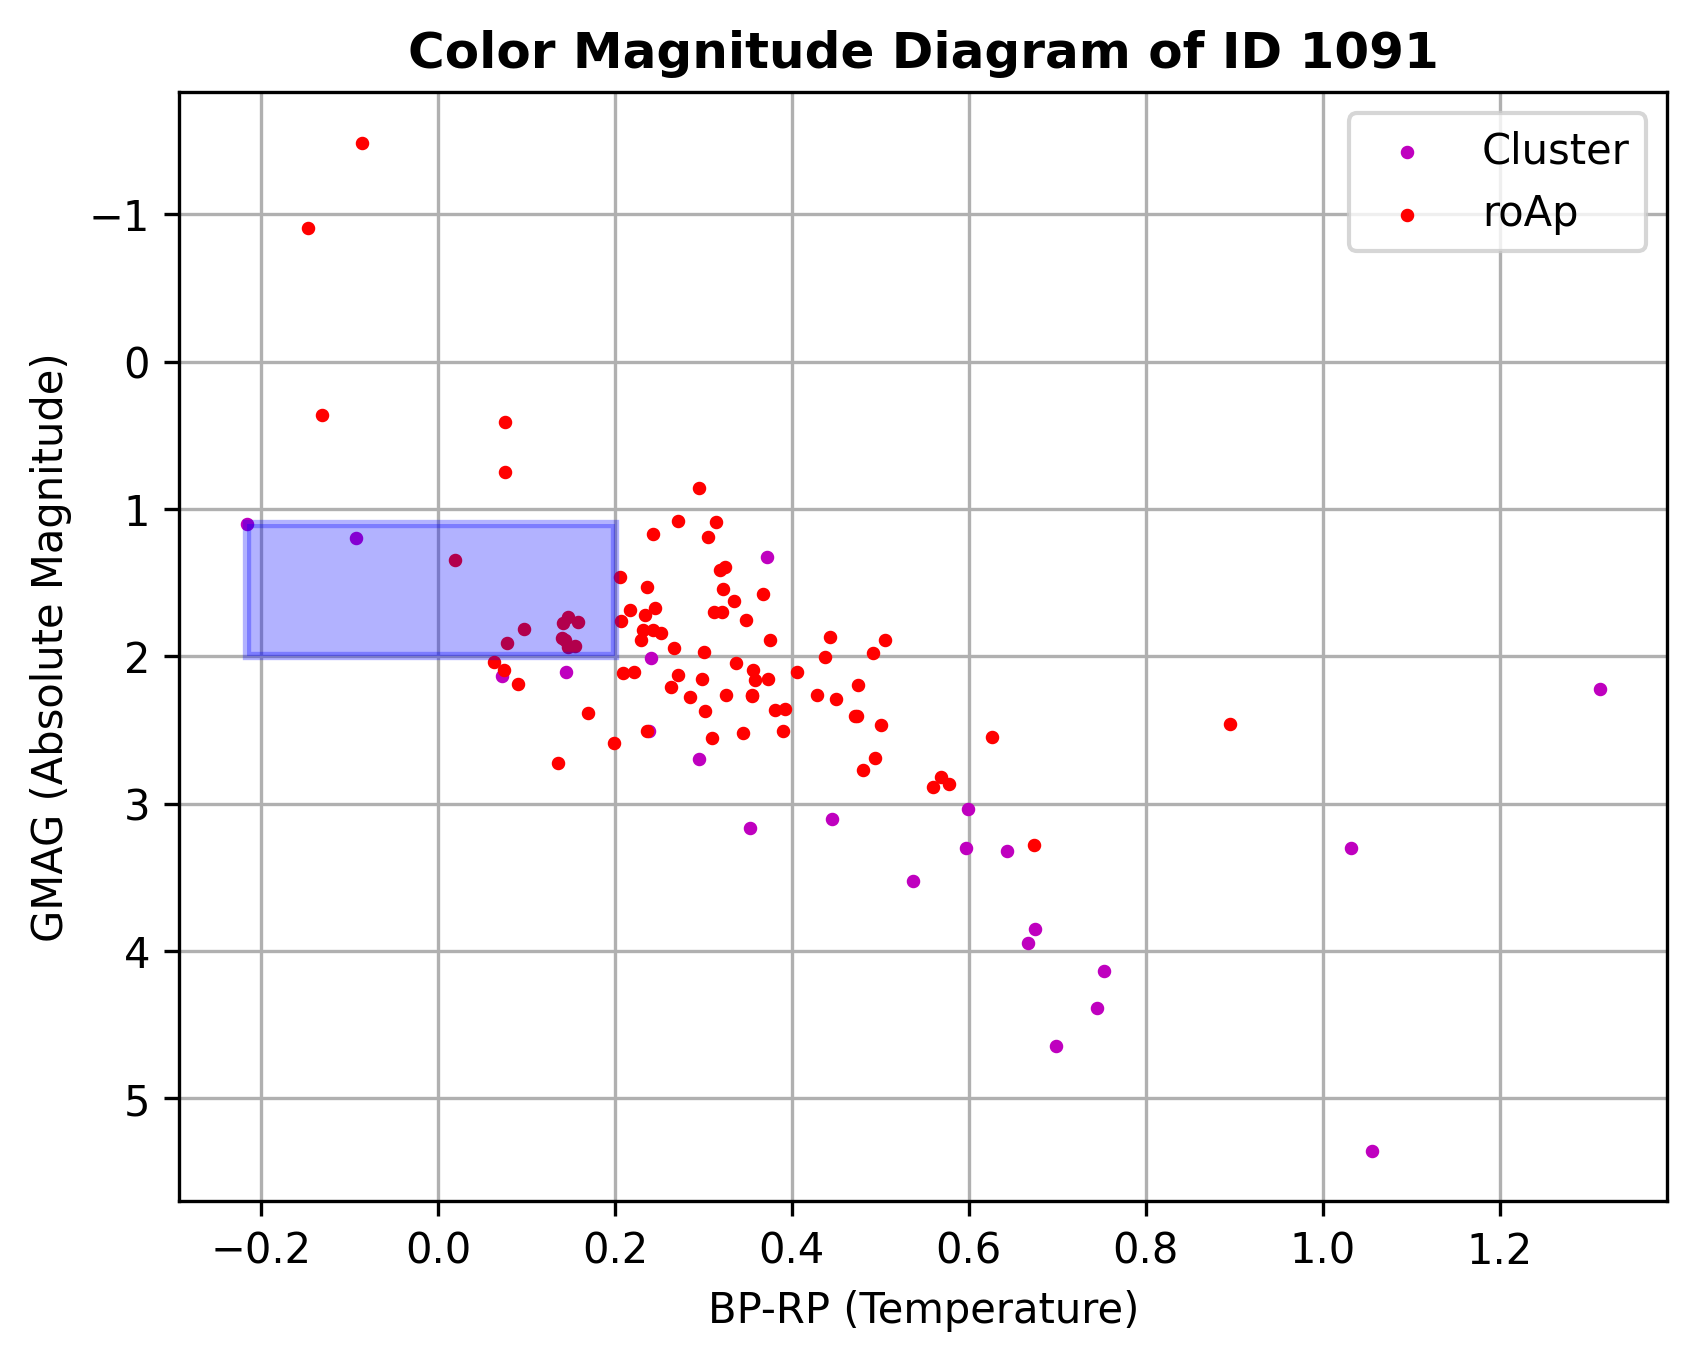 Color Magnitude Diagram of ID 1091
Cluster
roAp
GMAG (Absolute Magnitude)
−1
0
1
2
3
4
5
−0.2 0.0 0.2 0.4 0.6 0.8 1.0 1.2
BP-RP (Temperature)